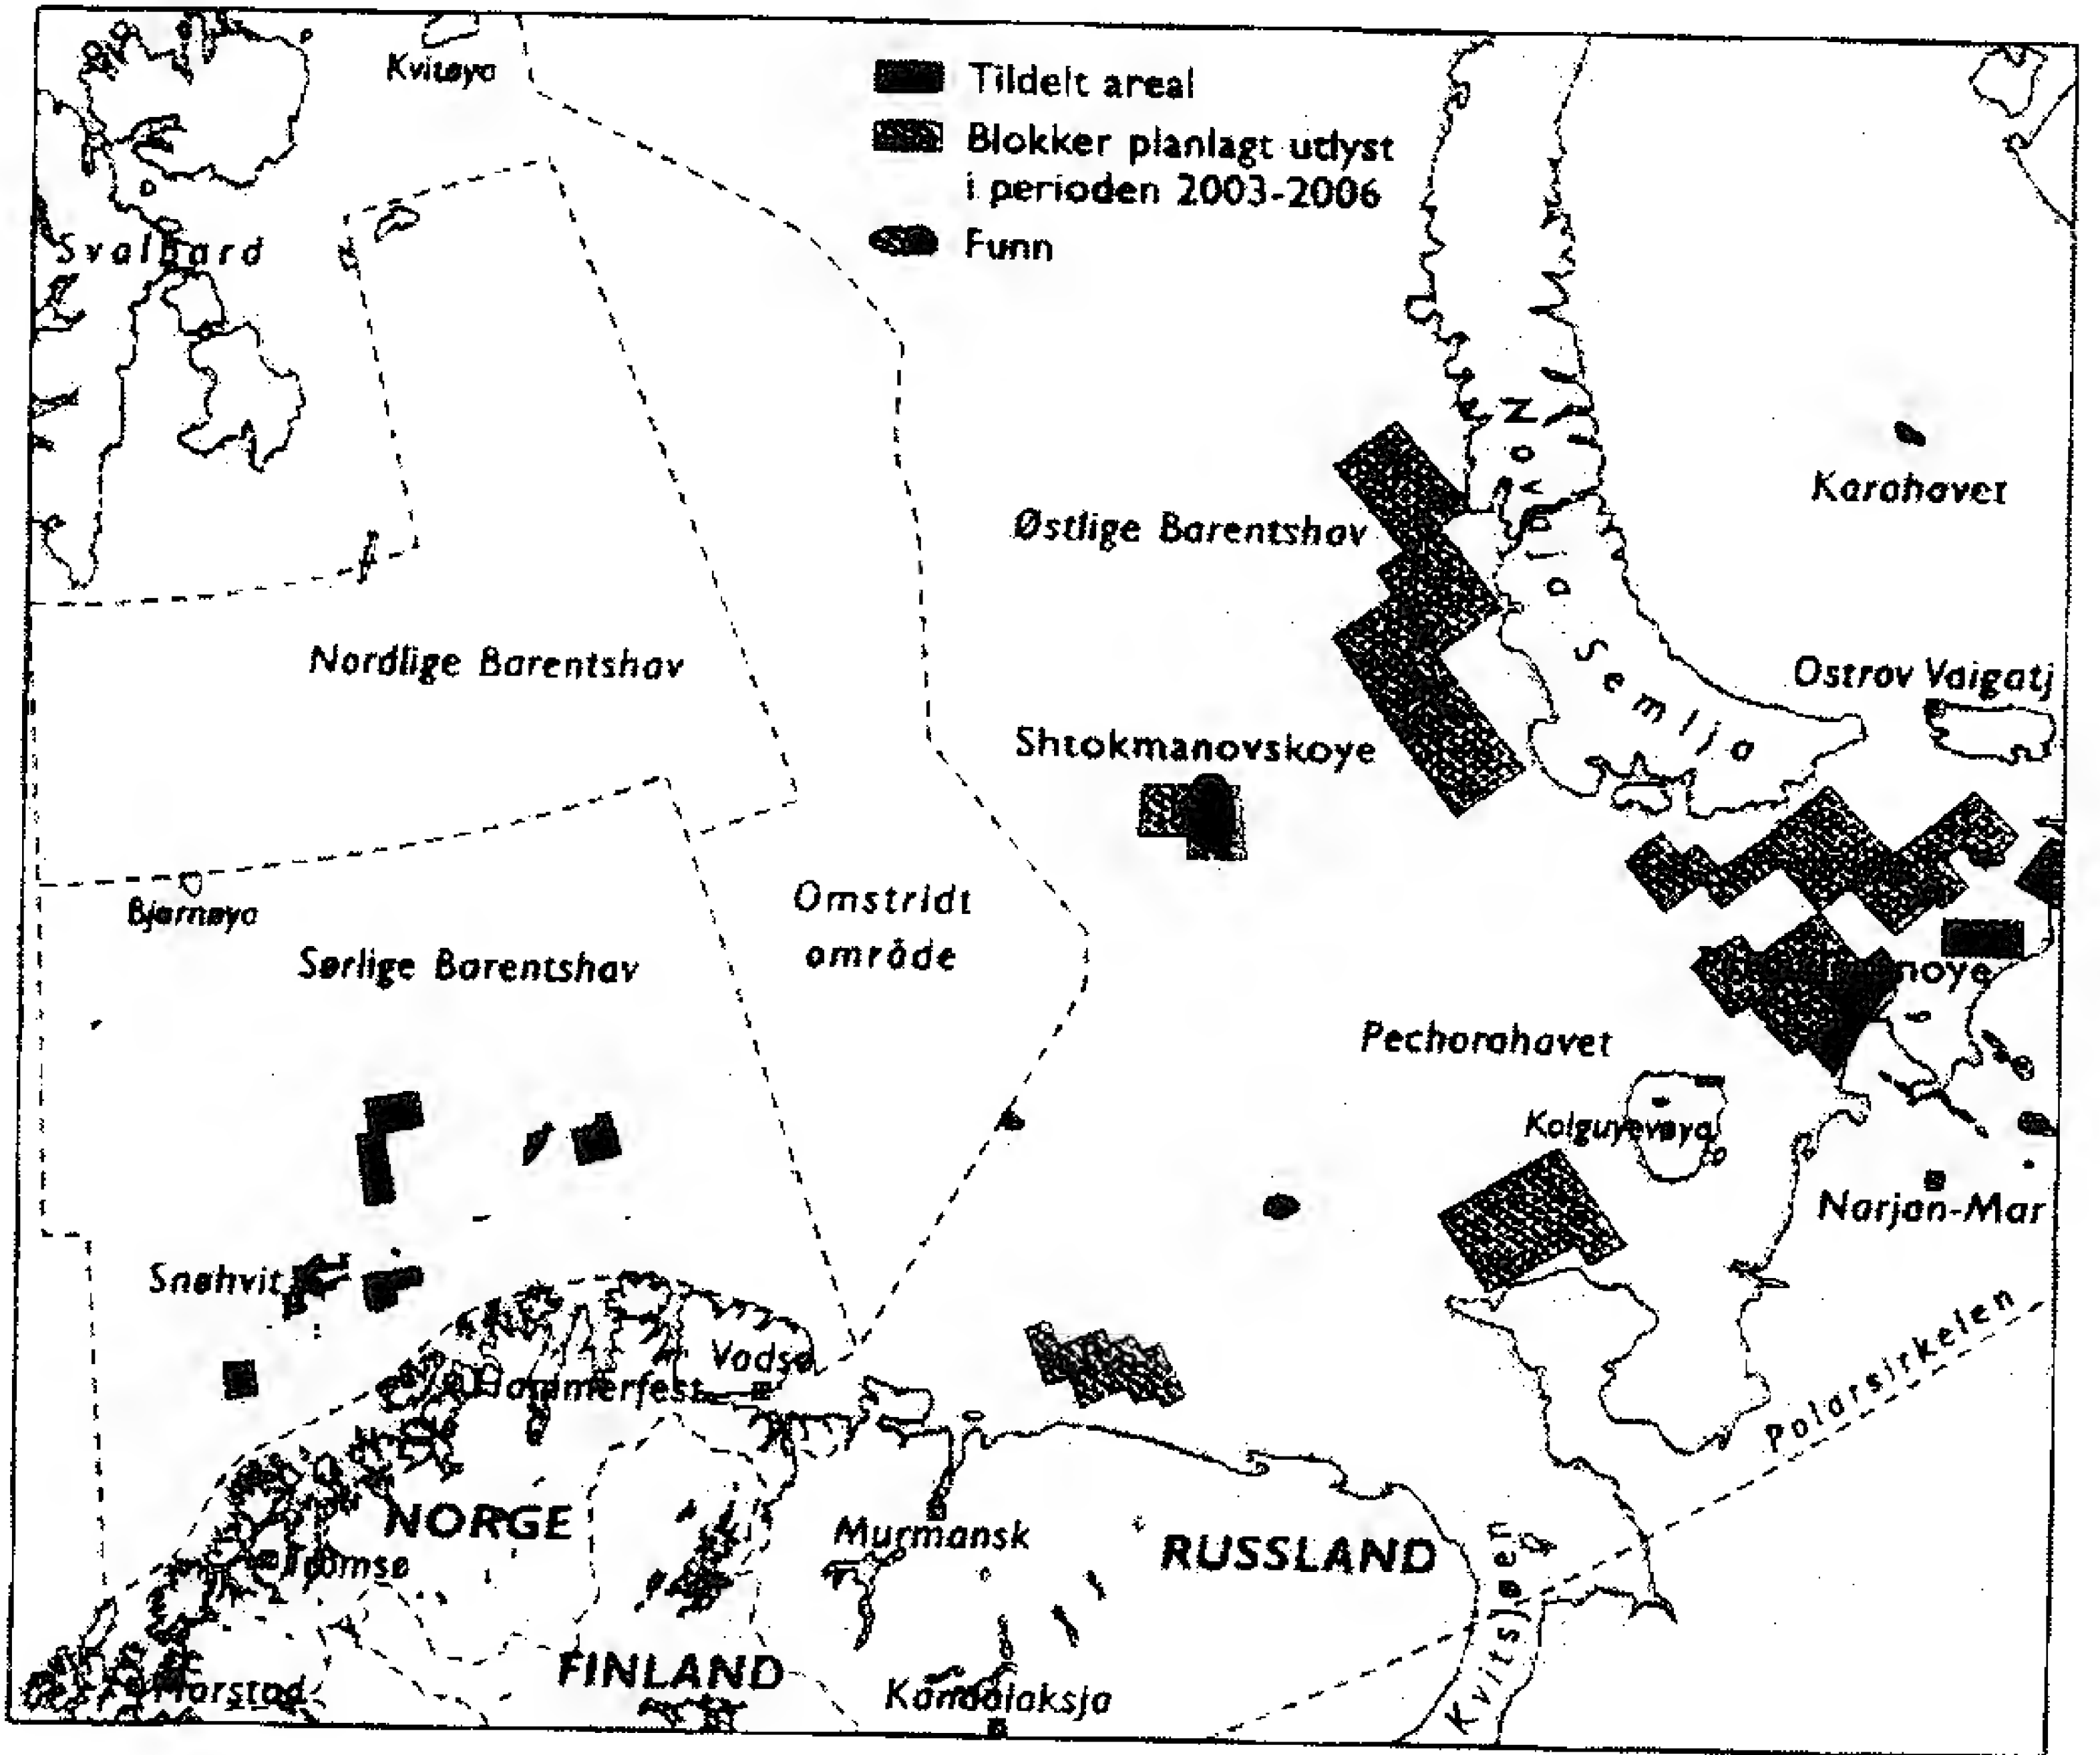 Kvitøya
Tildelt areal
Blokker planlagt utlyst
i perioden 2003-2006
Funn
Svalbard
Novaja Semlja
Karahavet
Østlige Barentshav
Nordlige Barentshav
Ostrov Vaigatj
Shtokmanovskoye
Omstridt
område
Bjørnøya
Sørlige Barentshav
noye
Pechorahavet
Kolguyevøya
Narjan-Mar
Snøhvit
Vadsø
Hammerfest
Polarsirkelen
NORGE
Murmansk
RUSSLAND
Tromsø
Kvitsjøen
FINLAND
Harstad
Kandalaksja